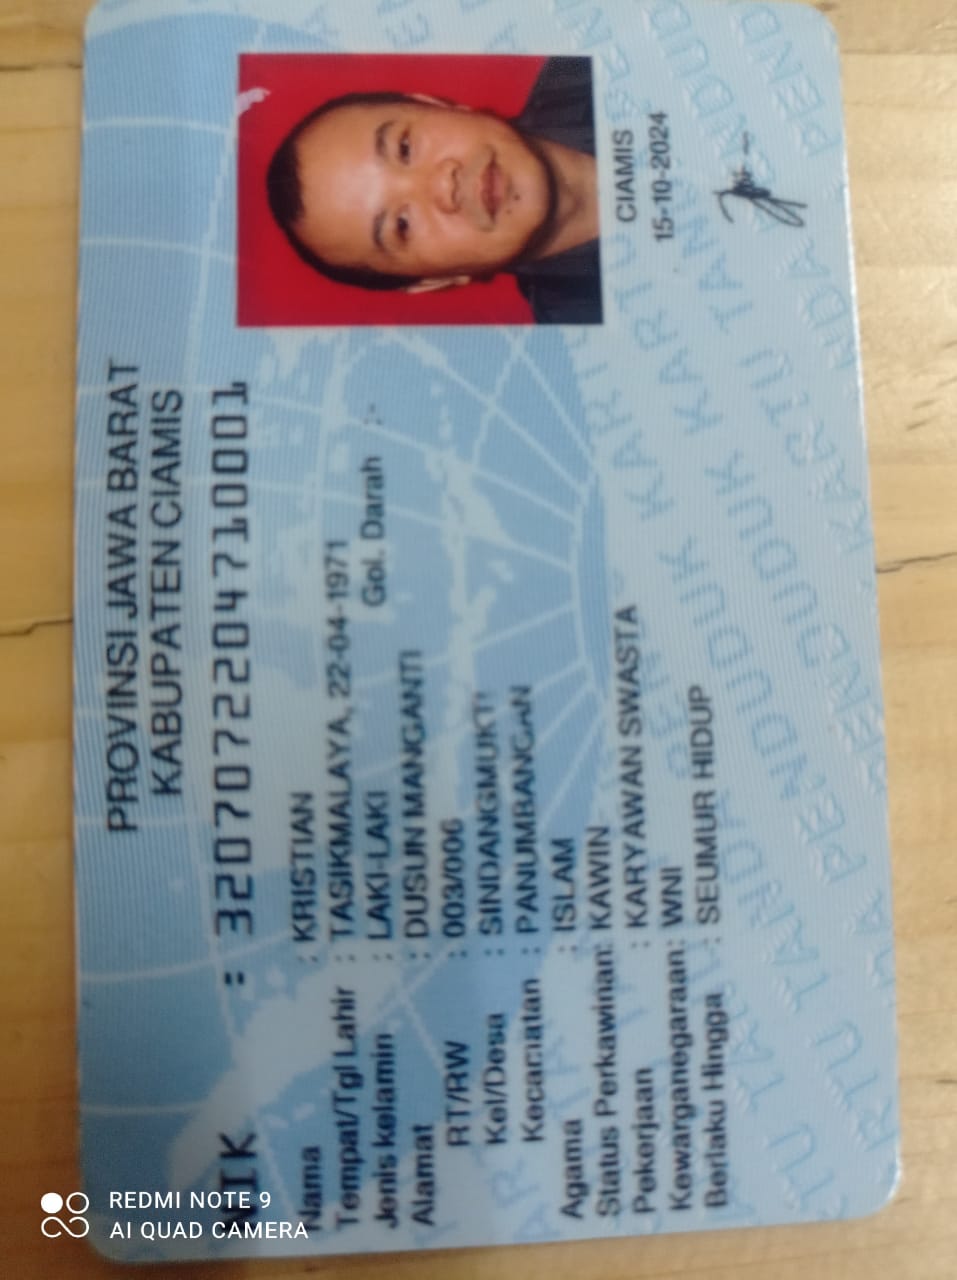 PROVINSI JAWA BARAT
KABUPATEN CIAMIS
NIK : 3207072204710001
Nama : KRISTIAN
Tempat/Tgl Lahir : TASIKMALAYA, 22-04-1971
Jenis kelamin : LAKI-LAKI Gol. Darah :-
Alamat : DUSUN MANGANTI
RT/RW : 003/006
Kel/Desa : SINDANGMUKTI
Kecamatan : PANUMBANGAN
Agama : ISLAM
Status Perkawinan: KAWIN
Pekerjaan : KARYAWAN SWASTA
Kewarganegaraan: WNI
Berlaku Hingga : SEUMUR HIDUP
CIAMIS
15-10-2024
KARTU TANDA PENDUDUK
REDMI NOTE 9
AI QUAD CAMERA